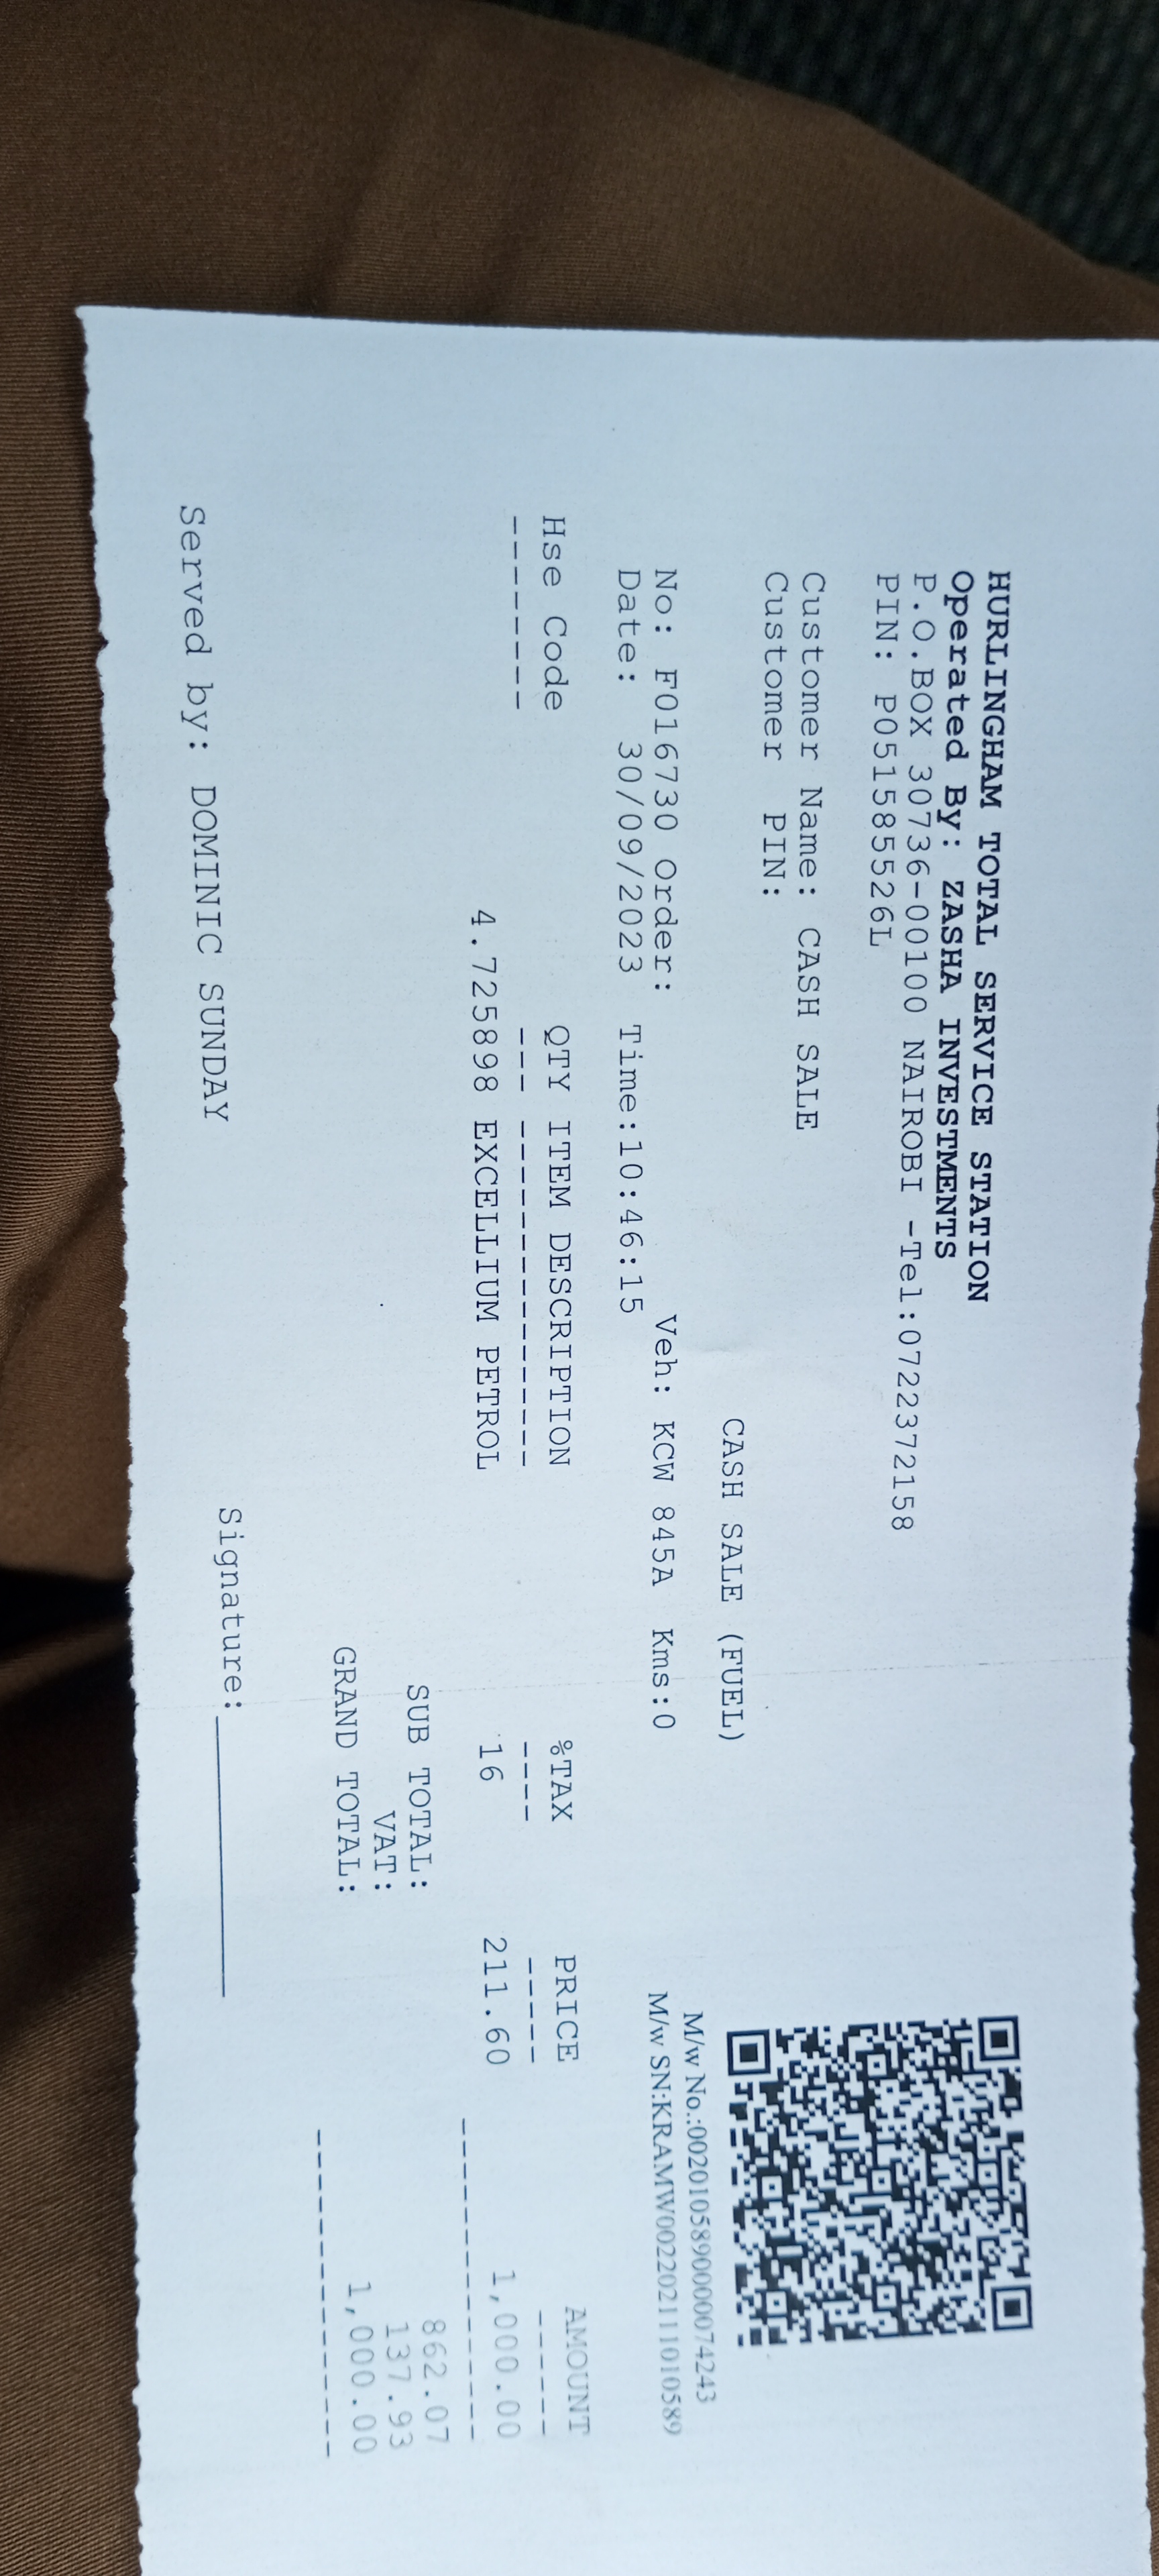 HURLINGHAM TOTAL SERVICE STATION
Operated By: ZASHA INVESTMENTS
P.O.BOX 30736-00100 NAIROBI -Tel:0722372158
PIN: P051585526L
Customer Name: CASH SALE
Customer PIN:
CASH SALE (FUEL)
M/w No.:0020105890000074243
M/w SN:KRAMW002202111010589
No: F016730 Order: Veh: KCW 845A Kms:0
Date: 30/09/2023 Time:10:46:15
Hse Code QTY ITEM DESCRIPTION %TAX PRICE AMOUNT
-------- --- ---------------- ---- ----- ------
4.725898 EXCELLIUM PETROL 16 211.60 1,000.00
--------------
SUB TOTAL: 862.07
VAT: 137.93
GRAND TOTAL: 1,000.00
--------------
Served by: DOMINIC SUNDAY Signature:______________